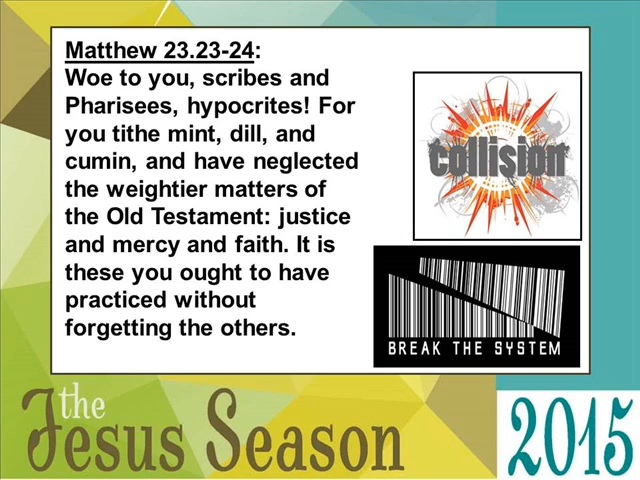 Matthew 23.23-24:
Woe to you, scribes and
Pharisees, hypocrites! For
you tithe mint, dill, and
cumin, and have neglected
the weightier matters of
the Old Testament: justice
and mercy and faith. It is
these you ought to have
practiced without
forgetting the others.
collision
BREAK THE SYSTEM
the
Jesus Season
2015